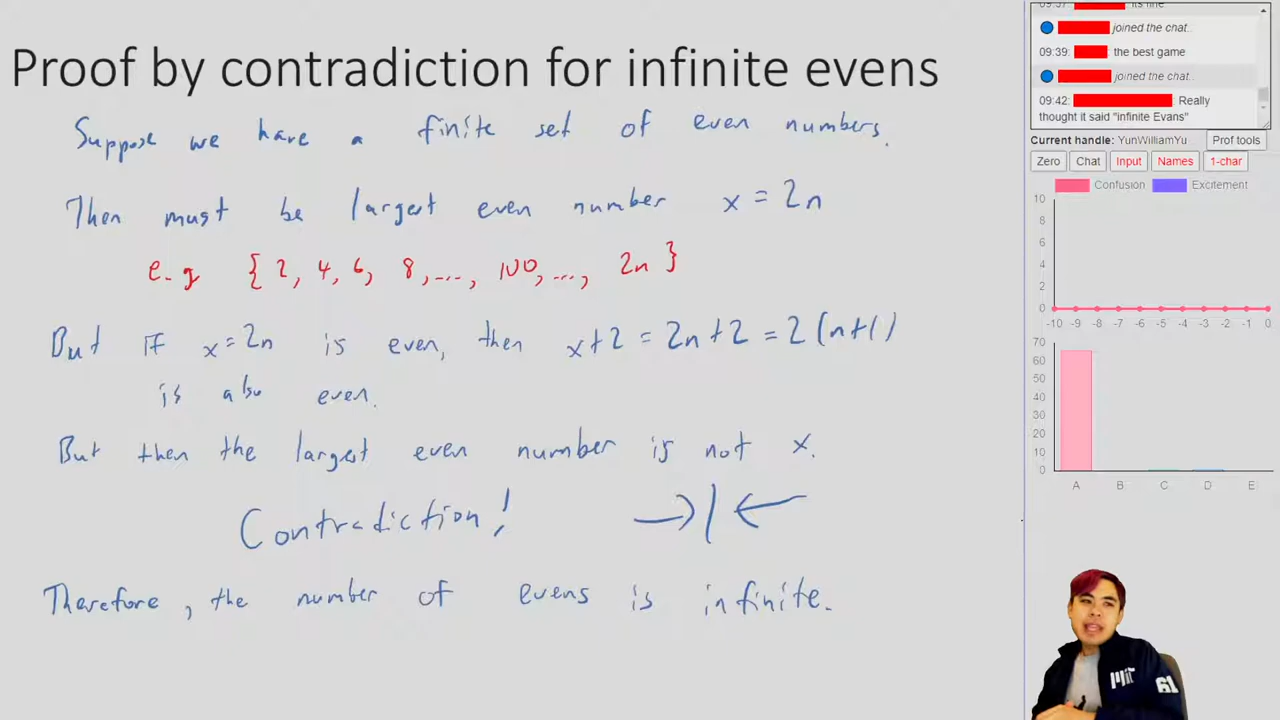 Proof by contradiction for infinite evens
Suppose we have a finite set of even numbers.
Then must be largest even number x = 2n
e.g {2, 4, 6, 8, ..., 100, ..., 2n}
But if x=2n is even, then x+2 = 2n+2 = 2(n+1)
is also even.
But then the largest even number is not x.
Contradiction! →|←
Therefore, the number of evens is infinite.
09:37: its fine
joined the chat..
09:39: the best game
joined the chat..
09:42: Really
thought it said "infinite Evans"
Current handle: YunWilliamYu Prof tools
Zero Chat Input Names 1-char
Confusion Excitement
10
8
6
4
2
0
-10 -9 -8 -7 -6 -5 -4 -3 -2 -1 0
70
60
50
40
30
20
10
0
A B C D E
MIT
61